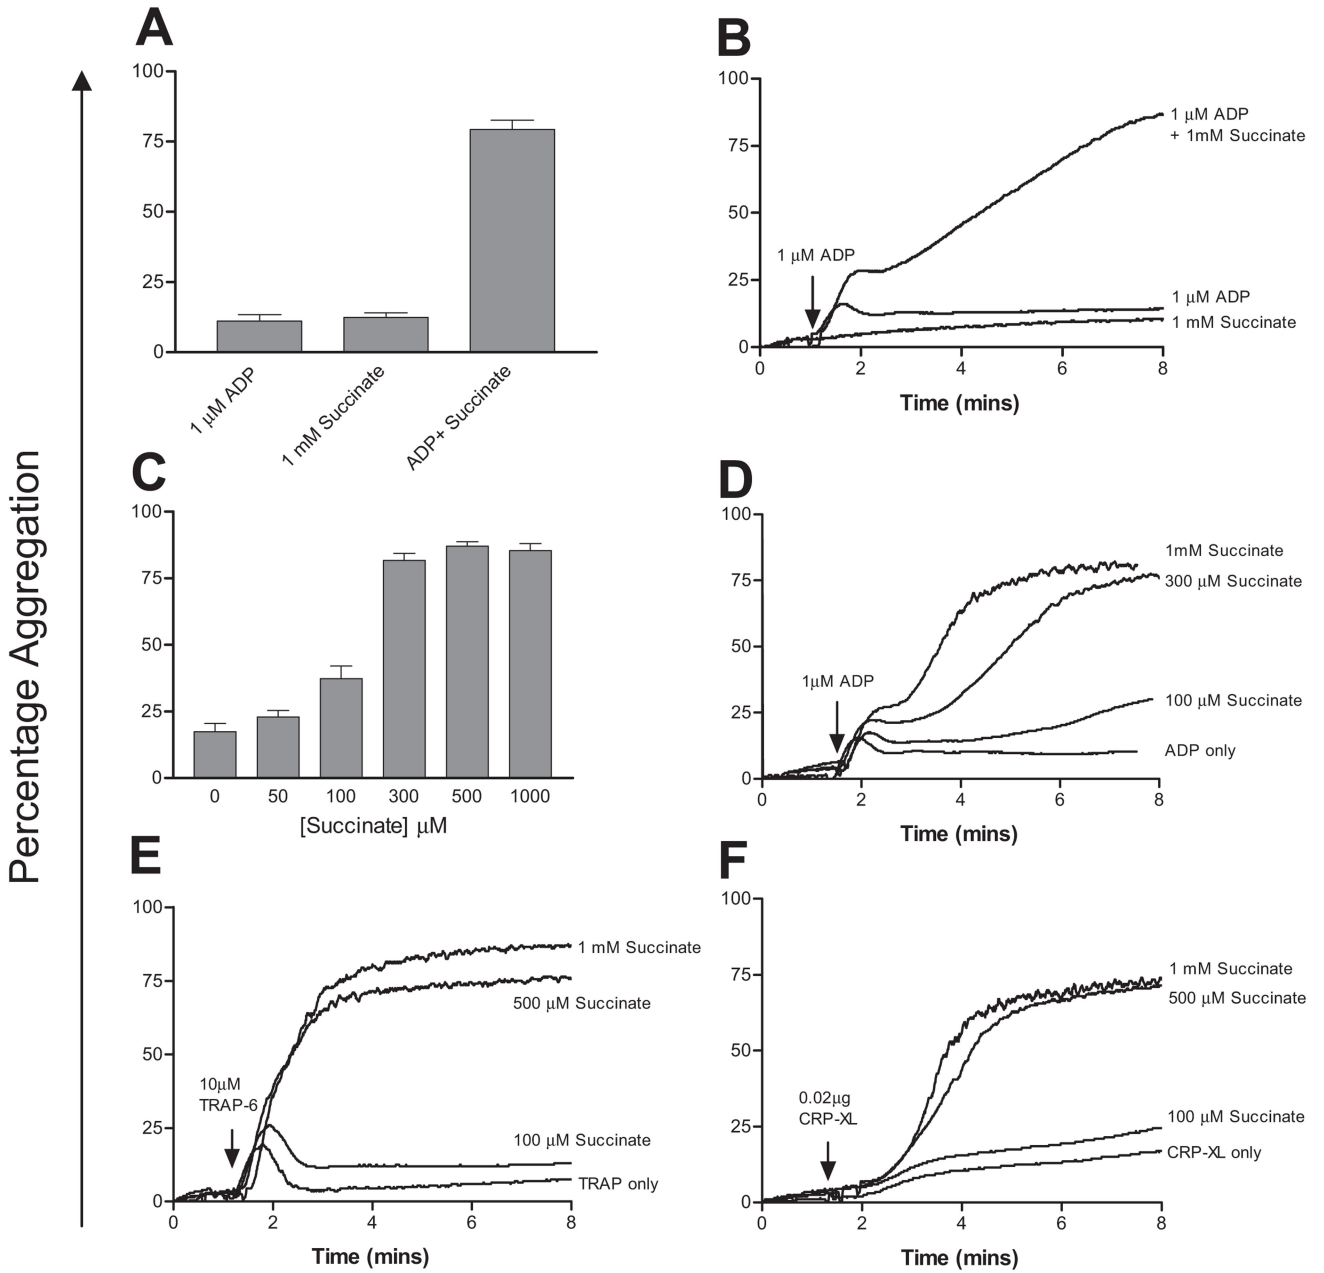 Percentage Aggregation
A
100
75
50
25
0
1 μM ADP
1 mM Succinate
ADP+ Succinate
B
100
75
50
25
0
1 μM ADP
1 μM ADP
+ 1mM Succinate
1 μM ADP
1 mM Succinate
0 2 4 6 8
Time (mins)
C
100
75
50
25
0
0 50 100 300 500 1000
[Succinate] μM
D
100
75
50
25
0
1μM ADP
1mM Succinate
300 μM Succinate
100 μM Succinate
ADP only
0 2 4 6 8
Time (mins)
E
100
75
50
25
0
10μM
TRAP-6
1 mM Succinate
500 μM Succinate
100 μM Succinate
TRAP only
0 2 4 6 8
Time (mins)
F
100
75
50
25
0
0.02μg
CRP-XL
1 mM Succinate
500 μM Succinate
100 μM Succinate
CRP-XL only
0 2 4 6 8
Time (mins)